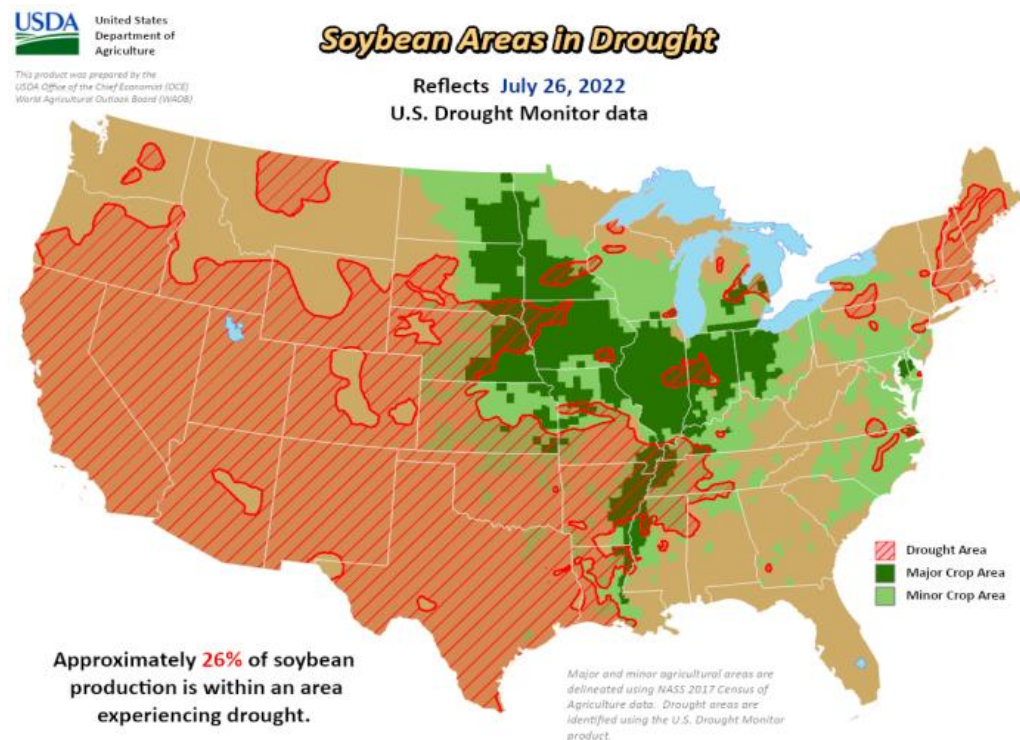 USDA
United States
Department of
Agriculture
This product was prepared by the
USDA Office of the Chief Economist (OCE)
World Agricultural Outlook Board (WAOB)
Soybean Areas in Drought
Reflects July 26, 2022
U.S. Drought Monitor data
Drought Area
Major Crop Area
Minor Crop Area
Approximately 26% of soybean
production is within an area
experiencing drought.
Major and minor agricultural areas are
delineated using NASS 2017 Census of
Agriculture data. Drought areas are
identified using the U.S. Drought Monitor
product.